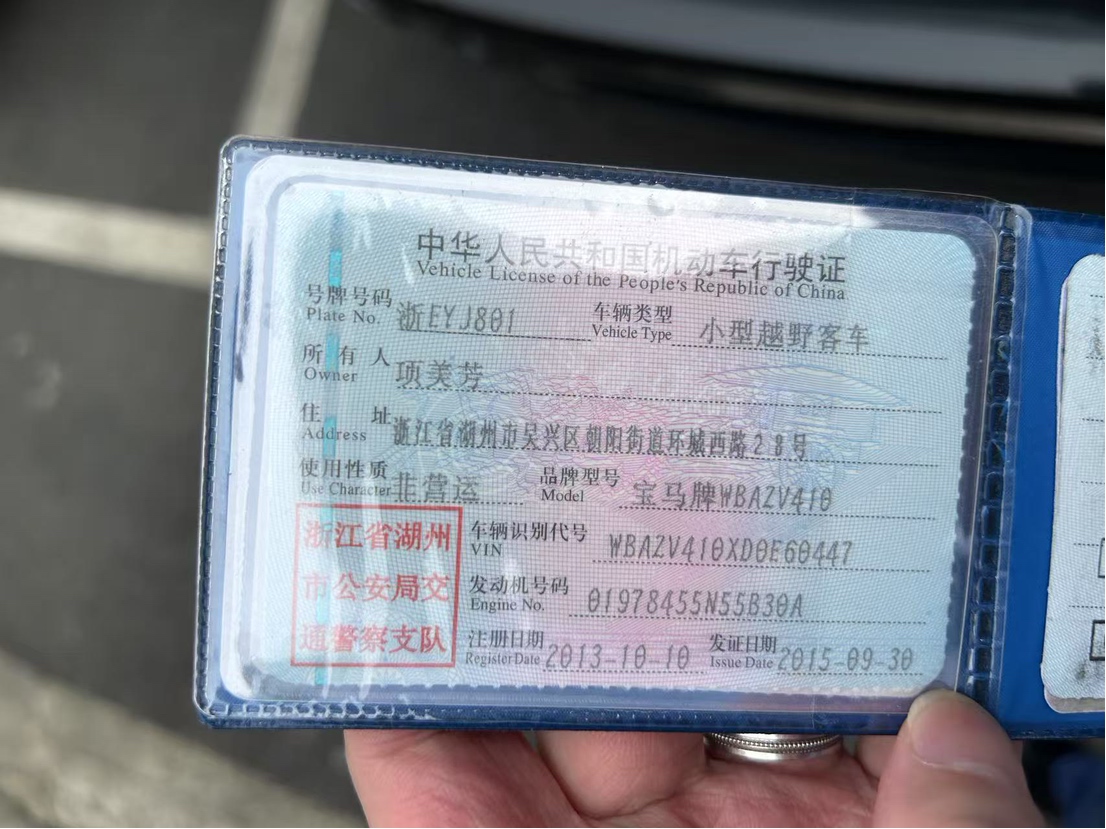 中华人民共和国机动车行驶证
Vehicle License of the People's Republic of China
号牌号码 Plate No. 浙EYJ801 车辆类型 Vehicle Type 小型越野客车
所有人 Owner 项美芳
住址 Address 浙江省湖州市吴兴区朝阳街道环城西路28号
使用性质 Use Character 非营运 品牌型号 Model 宝马牌WBAZV410
浙江省湖州
市公安局交
通警察支队
车辆识别代号 VIN WBAZV410XD0E60447
发动机号码 Engine No. 01978455N55B30A
注册日期 Register Date 2013-10-10 发证日期 Issue Date 2015-09-30